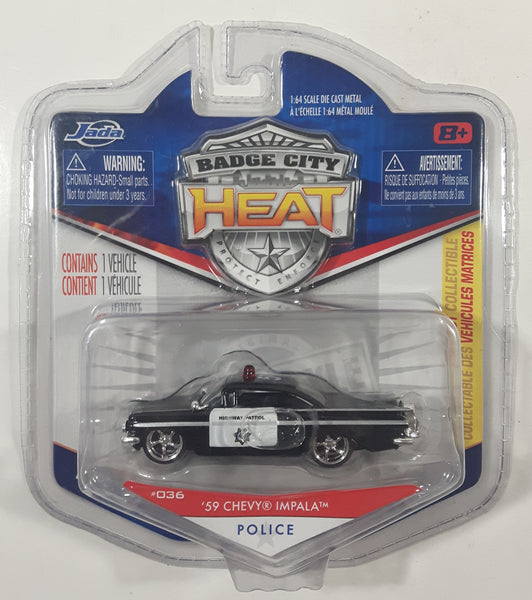 1:64 SCALE DIE CAST METAL
À L'ÉCHELLE 1:64 MÉTAL MOULÉ
Jada
8+
BADGE CITY
HEAT®
PROTECT ENFORCE
WARNING:
CHOKING HAZARD-Small parts.
Not for children under 3 years.
AVERTISSEMENT:
RISQUE DE SUFFOCATION - Petites pièces.
Ne convient pas aux enfants de moins de 3 ans.
CONTAINS 1 VEHICLE
CONTIENT 1 VÉHICULE
COLLECTIBLE
COLLECTABLE DES VÉHICULES MATRICES
HIGHWAY PATROL
#036
'59 CHEVY® IMPALA™
POLICE